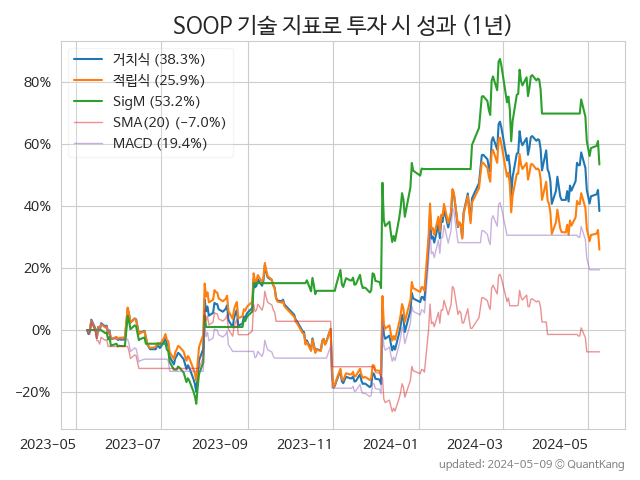 SOOP 기술 지표로 투자 시 성과 (1년)
거치식 (38.3%)
적립식 (25.9%)
SigM (53.2%)
SMA(20) (−7.0%)
MACD (19.4%)
80%
60%
40%
20%
0%
−20%
2023−05 2023−07 2023−09 2023−11 2024−01 2024−03 2024−05
updated: 2024−05−09 © QuantKang